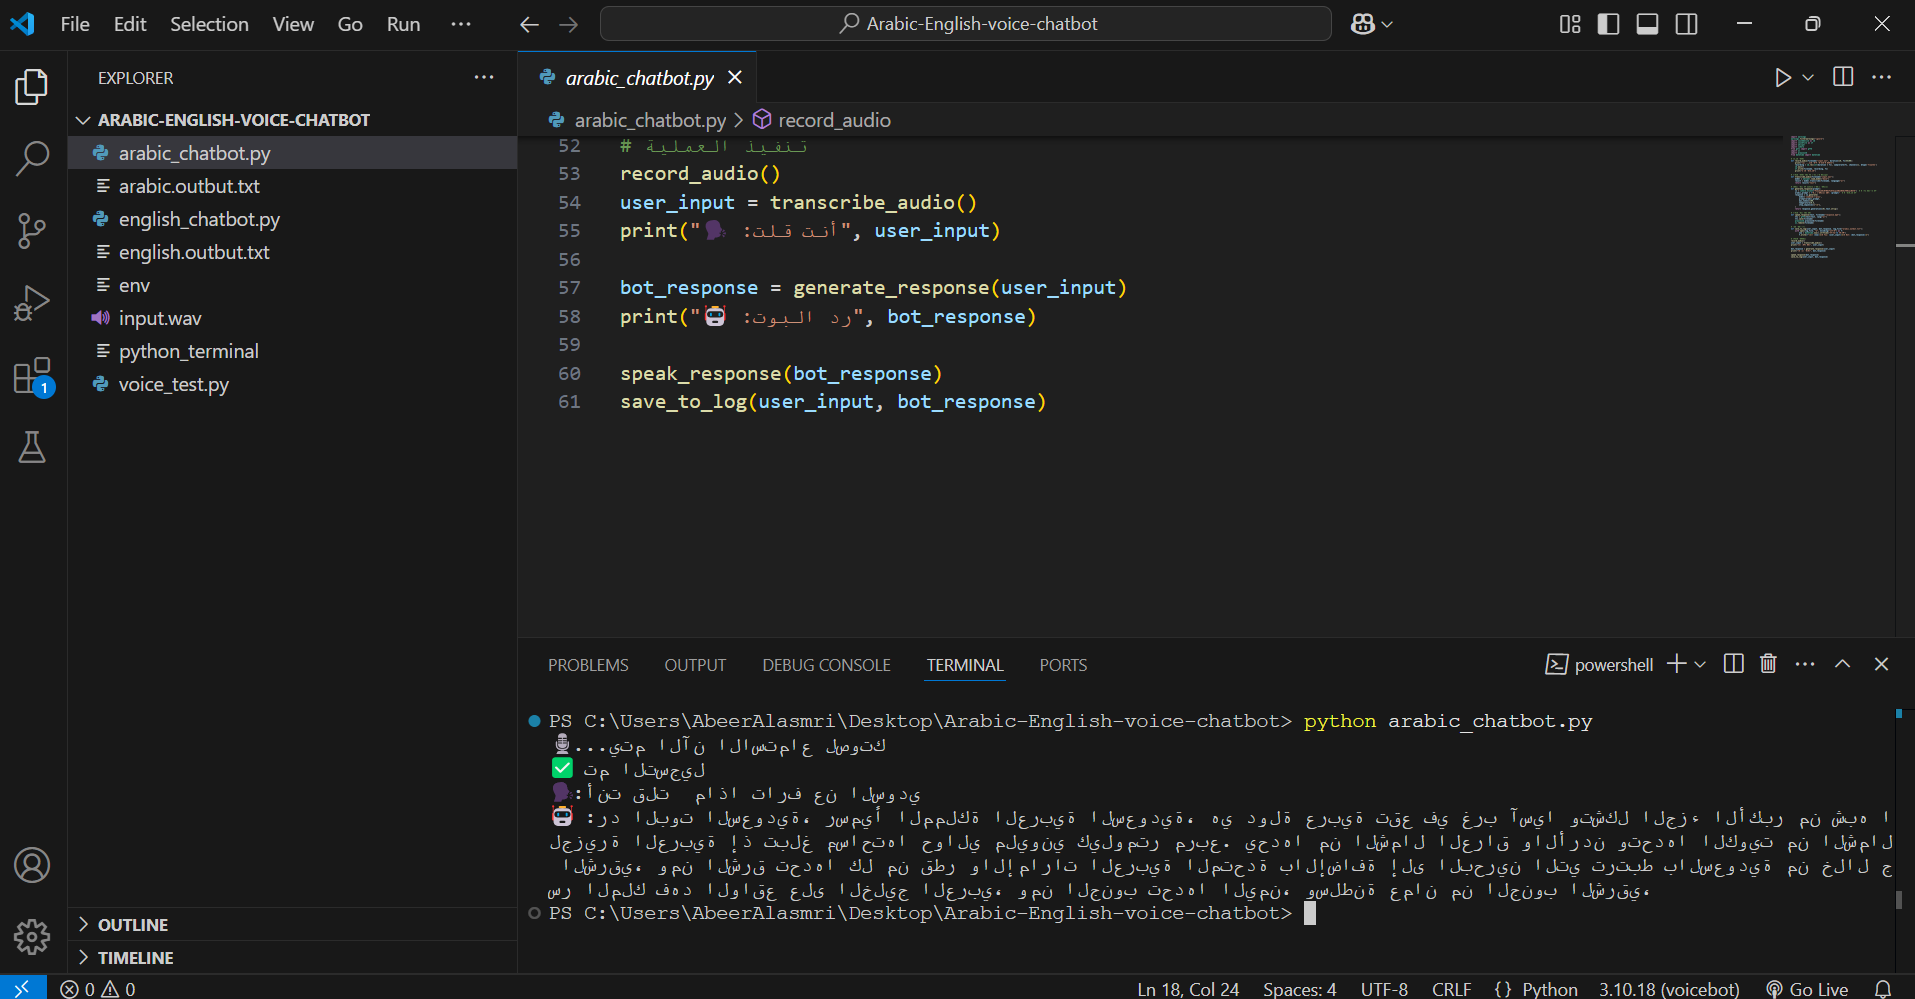 File Edit Selection View Go Run ...
Arabic-English-voice-chatbot
EXPLORER
ARABIC-ENGLISH-VOICE-CHATBOT
arabic_chatbot.py
arabic.outbut.txt
english_chatbot.py
english.outbut.txt
env
input.wav
python_terminal
voice_test.py
1
OUTLINE
TIMELINE
arabic_chatbot.py
arabic_chatbot.py > record_audio
52 # تنفيذ العملية
53 record_audio()
54 user_input = transcribe_audio()
55 print("🗣️ أنت قلت:", user_input)
56
57 bot_response = generate_response(user_input)
58 print("🤖 رد البوت:", bot_response)
59
60 speak_response(bot_response)
61 save_to_log(user_input, bot_response)
PROBLEMS OUTPUT DEBUG CONSOLE TERMINAL PORTS
powershell
PS C:\Users\AbeerAlasmri\Desktop\Arabic-English-voice-chatbot> python arabic_chatbot.py
🎙️ يتم الآن الاستماع لصوتك...
✅ تم التسجيل
🗣️ أنت قلت: ماذا تارف عن السودي
🤖 رد البوت: السعودية، رسمياً المملكة العربية السعودية، هي دولة عربية تقع في غرب آسيا وتشكل الجزء الأكبر من شبه ا
لجزيرة العربية إذ تبلغ مساحتها حوالي مليوني كيلومتر مربع. يحدها من الشمال العراق والأردن وتحدها الكويت من الشمال
الشرقي، ومن الشرق تحدها كل من قطر والإمارات العربية المتحدة بالإضافة إلى البحرين التي ترتبط بالسعودية من خلال ج
سر الملك فهد الواقع على الخليج العربي، ومن الجنوب تحدها اليمن، وسلطنة عمان من الجنوب الشرقي،
PS C:\Users\AbeerAlasmri\Desktop\Arabic-English-voice-chatbot>
0 0
Ln 18, Col 24 Spaces: 4 UTF-8 CRLF {} Python 3.10.18 (voicebot) Go Live